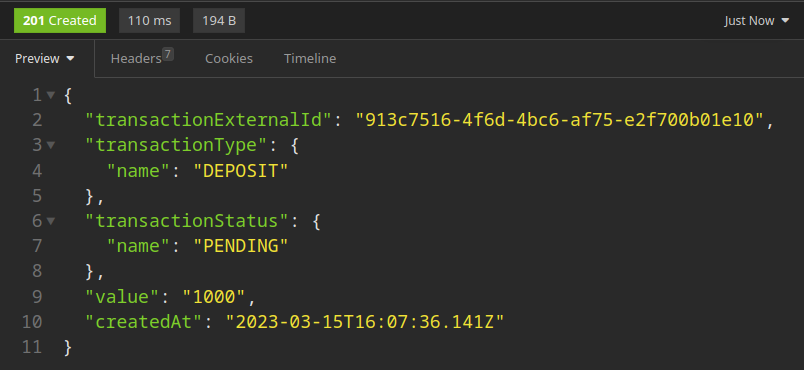 201 Created 110 ms 194 B Just Now
Preview Headers 7 Cookies Timeline
1 {
2 "transactionExternalId": "913c7516-4f6d-4bc6-af75-e2f700b01e10",
3 "transactionType": {
4 "name": "DEPOSIT"
5 },
6 "transactionStatus": {
7 "name": "PENDING"
8 },
9 "value": "1000",
10 "createdAt": "2023-03-15T16:07:36.141Z"
11 }